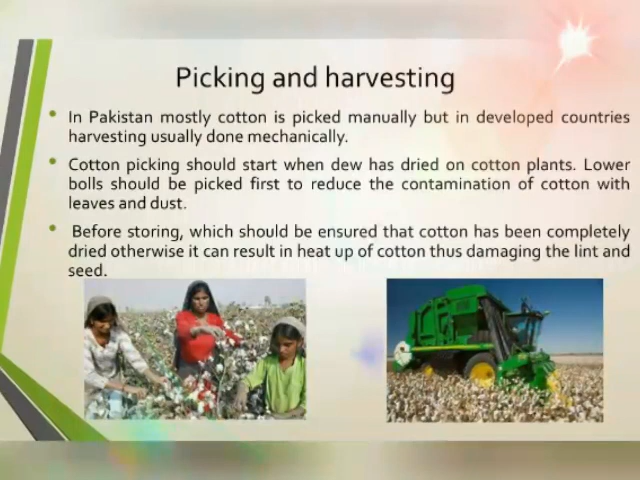 Picking and harvesting
• In Pakistan mostly cotton is picked manually but in developed countries
harvesting usually done mechanically.
• Cotton picking should start when dew has dried on cotton plants. Lower
bolls should be picked first to reduce the contamination of cotton with
leaves and dust.
• Before storing, which should be ensured that cotton has been completely
dried otherwise it can result in heat up of cotton thus damaging the lint and
seed.